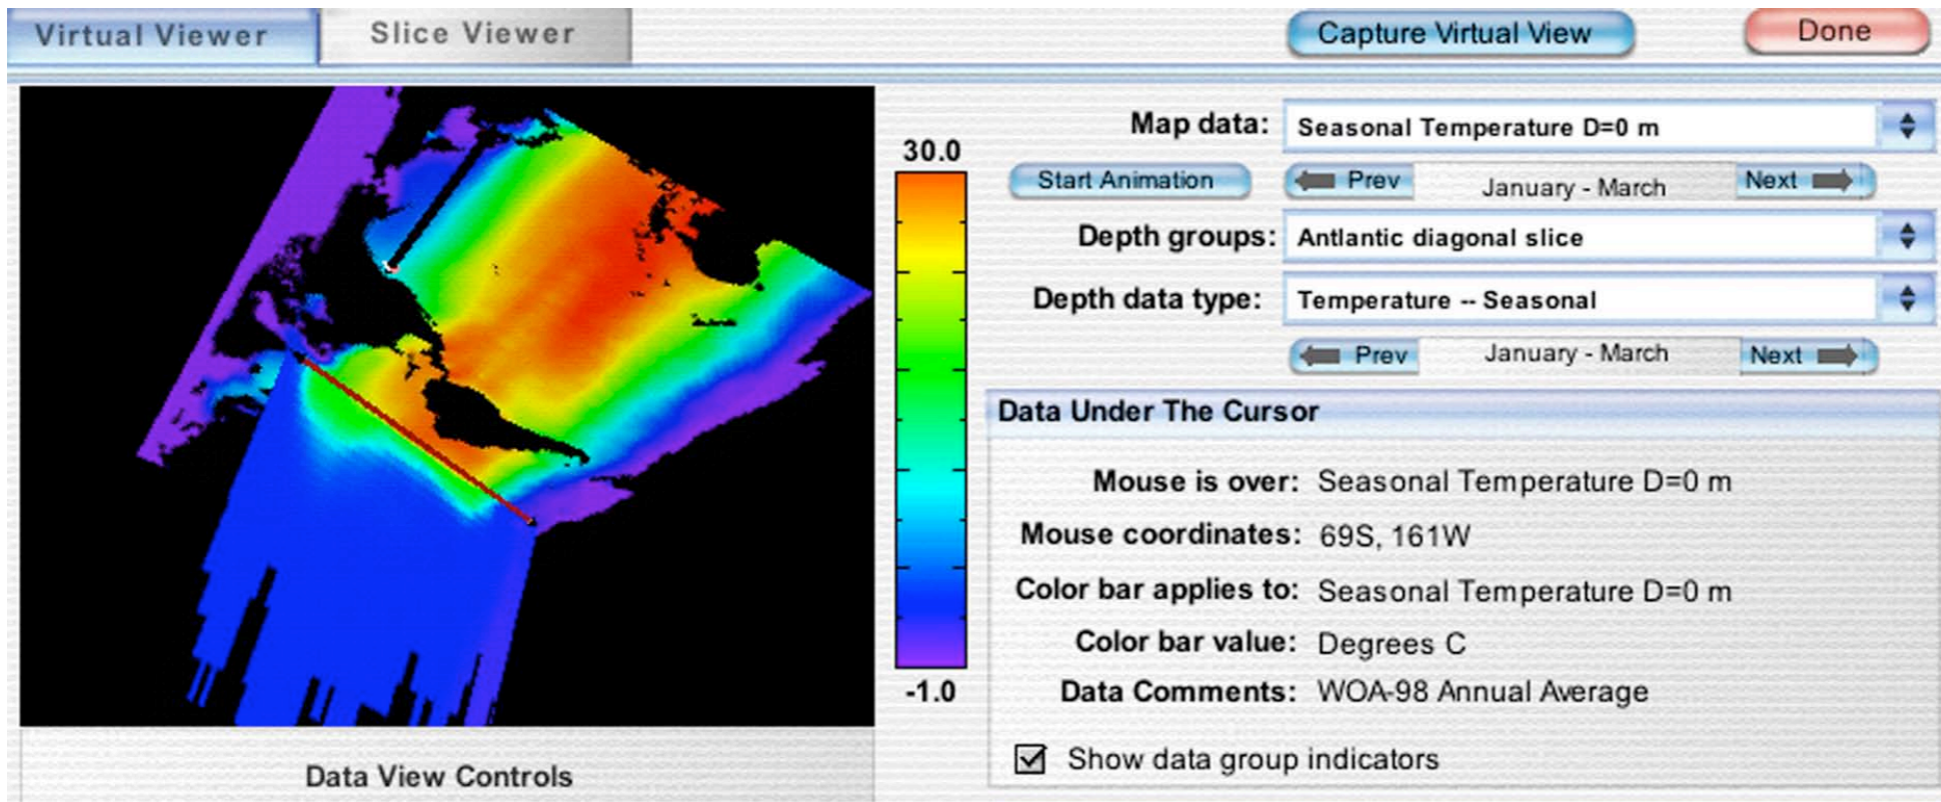 Virtual Viewer
Slice Viewer
Capture Virtual View
Done
30.0
-1.0
Map data: Seasonal Temperature D=0 m
Start Animation
Prev January - March Next
Depth groups: Antlantic diagonal slice
Depth data type: Temperature -- Seasonal
Prev January - March Next
Data Under The Cursor
Mouse is over: Seasonal Temperature D=0 m
Mouse coordinates: 69S, 161W
Color bar applies to: Seasonal Temperature D=0 m
Color bar value: Degrees C
Data Comments: WOA-98 Annual Average
Show data group indicators
Data View Controls